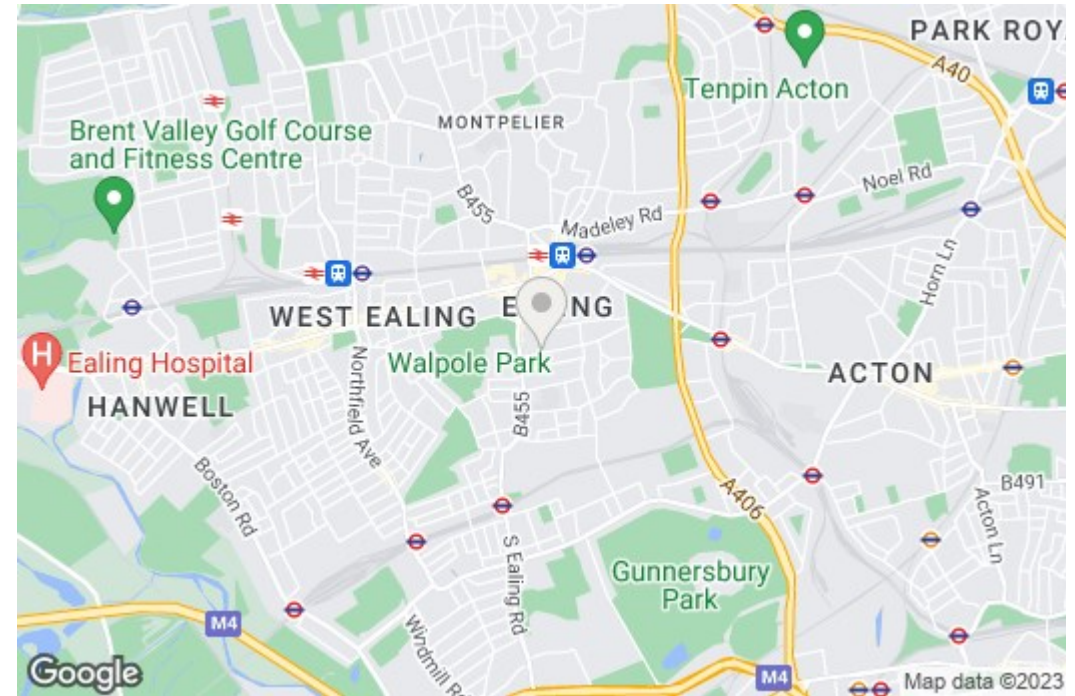 PARK ROYA
A40
Tenpin Acton
Brent Valley Golf Course
and Fitness Centre
MONTPELIER
Noel Rd
B455
Madeley Rd
Horn Ln
WEST EALING
Walpole Park
H
Ealing Hospital
HANWELL
ACTON
Northfield Ave
B455
Boston Rd
A406
B491
Acton Ln
S Ealing Rd
Gunnersbury
Park
M4
Windmill Rd
M4
Google
Map data ©2023